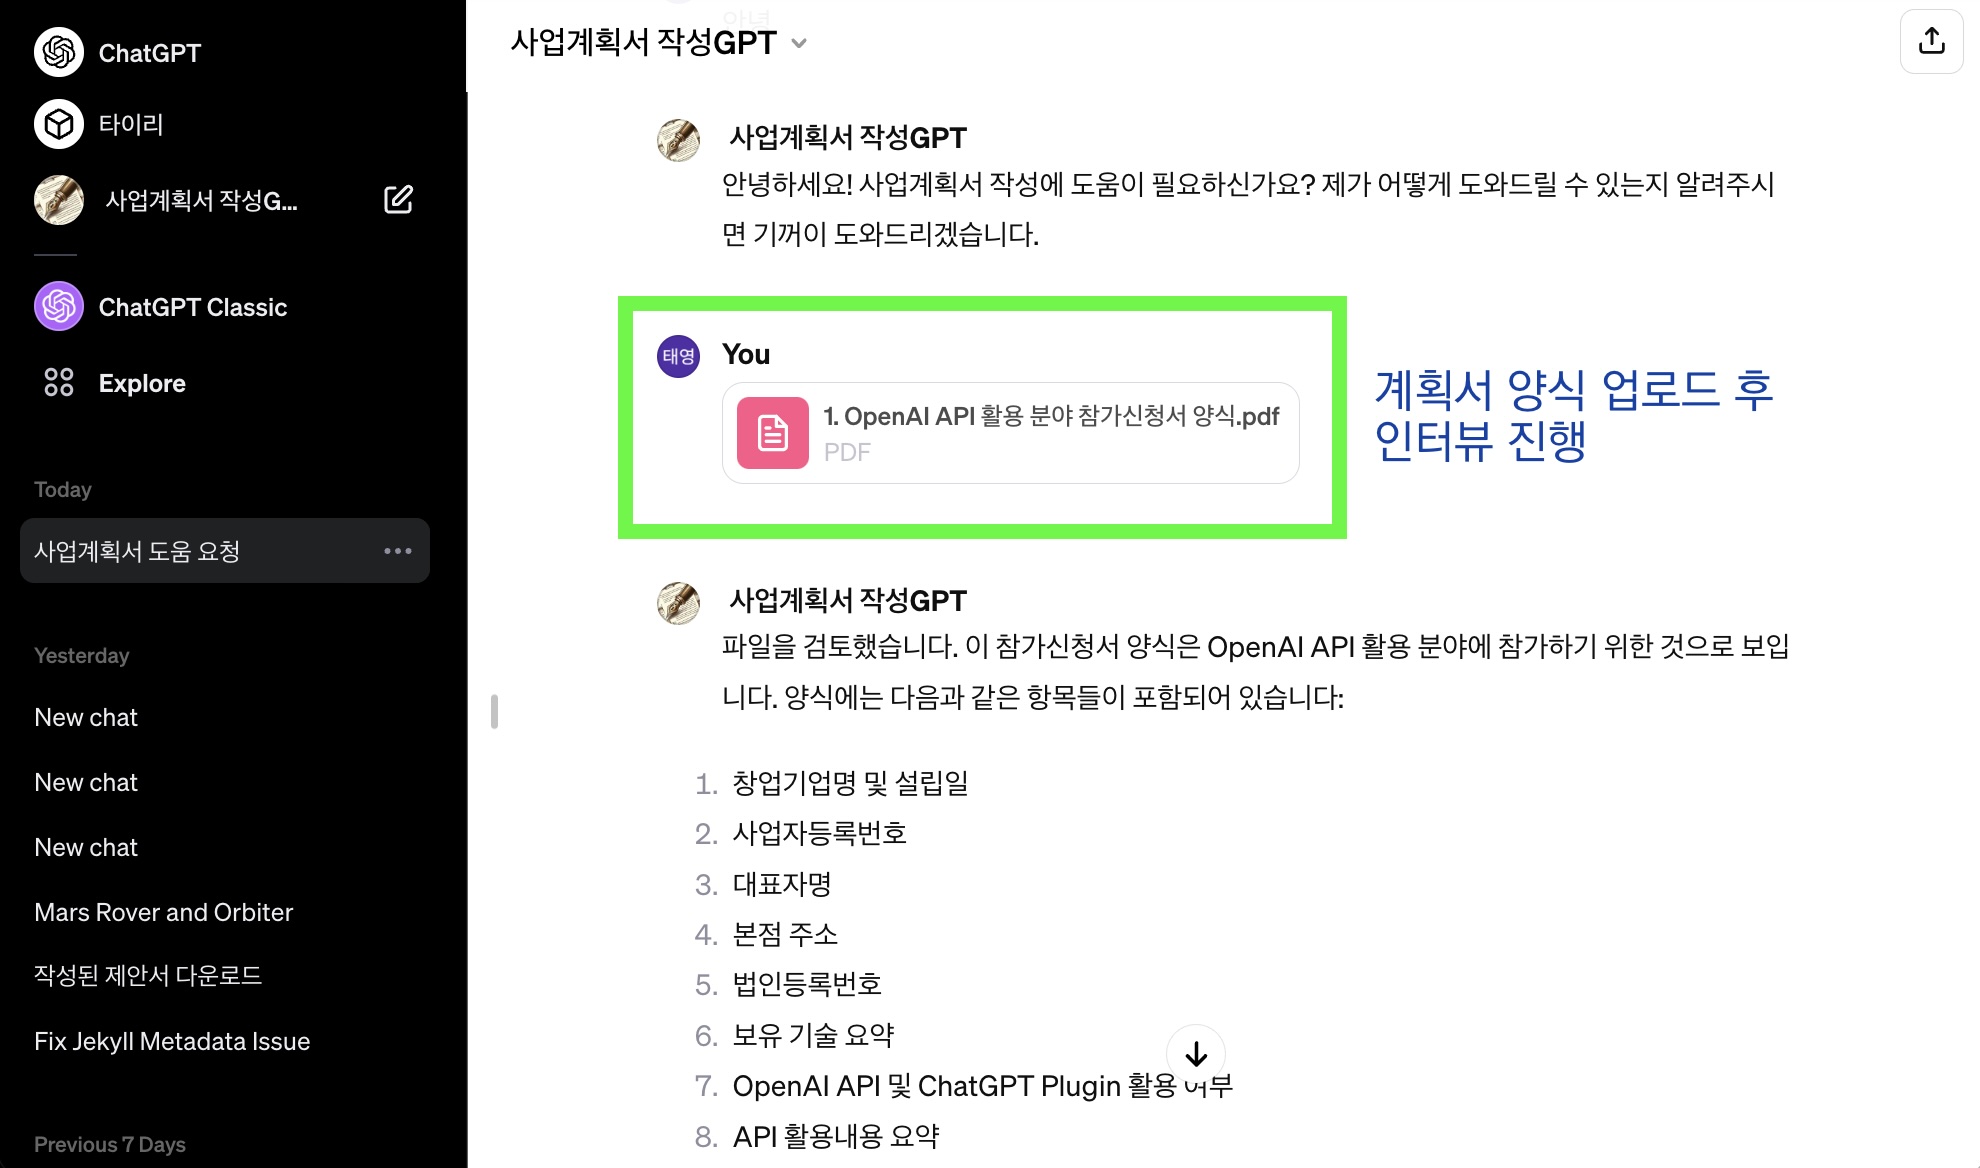 ChatGPT
타이리
사업계획서 작성G...
ChatGPT Classic
Explore
Today
사업계획서 도움 요청
Yesterday
New chat
New chat
New chat
Mars Rover and Orbiter
작성된 제안서 다운로드
Fix Jekyll Metadata Issue
Previous 7 Days
안녕
사업계획서 작성GPT
사업계획서 작성GPT
안녕하세요! 사업계획서 작성에 도움이 필요하신가요? 제가 어떻게 도와드릴 수 있는지 알려주시
면 기꺼이 도와드리겠습니다.
태영
You
1. OpenAI API 활용 분야 참가신청서 양식.pdf
PDF
계획서 양식 업로드 후
인터뷰 진행
사업계획서 작성GPT
파일을 검토했습니다. 이 참가신청서 양식은 OpenAI API 활용 분야에 참가하기 위한 것으로 보입
니다. 양식에는 다음과 같은 항목들이 포함되어 있습니다:
1. 창업기업명 및 설립일
2. 사업자등록번호
3. 대표자명
4. 본점 주소
5. 법인등록번호
6. 보유 기술 요약
7. OpenAI API 및 ChatGPT Plugin 활용 여부
8. API 활용내용 요약